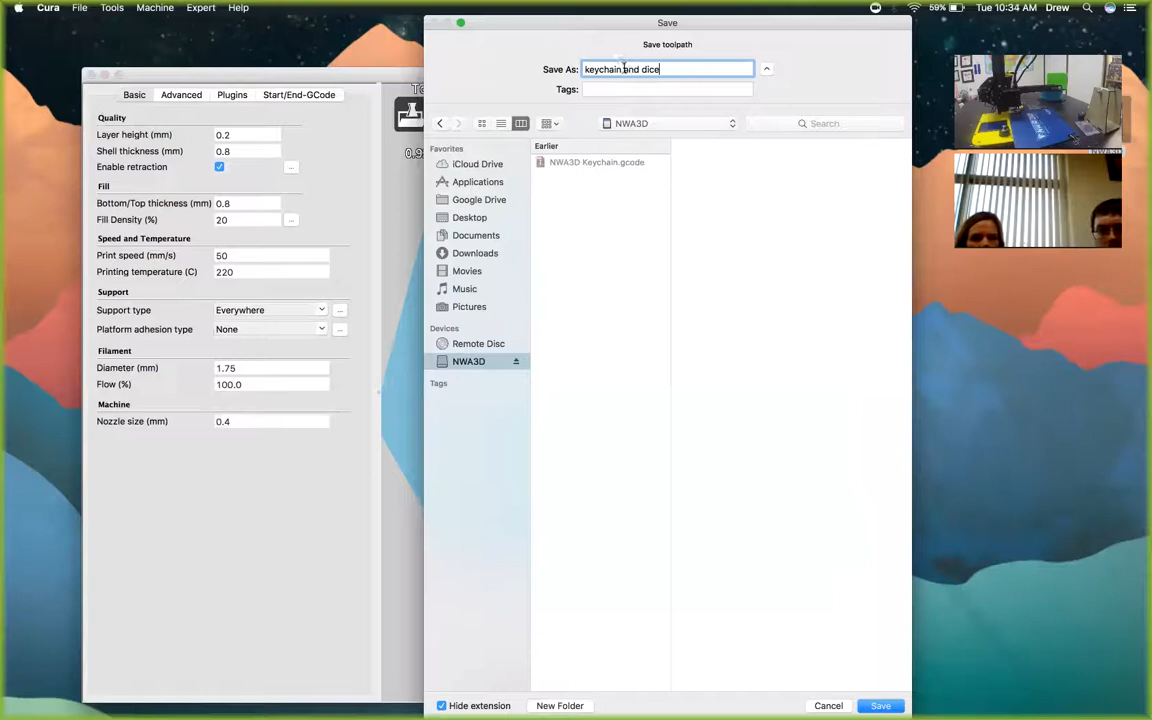 Cura File Tools Machine Expert Help
59% Tue 10:34 AM Drew
Save
Save toolpath
Save As: keychain and dice
Tags:
NWA3D
Search
Basic Advanced Plugins Start/End-GCode
Quality
Layer height (mm) 0.2
Shell thickness (mm) 0.8
Enable retraction ...
Fill
Bottom/Top thickness (mm) 0.8
Fill Density (%) 20 ...
Speed and Temperature
Print speed (mm/s) 50
Printing temperature (C) 220
Support
Support type Everywhere ...
Platform adhesion type None ...
Filament
Diameter (mm) 1.75
Flow (%) 100.0
Machine
Nozzle size (mm) 0.4
Favorites
iCloud Drive
Applications
Google Drive
Desktop
Documents
Downloads
Movies
Music
Pictures
Devices
Remote Disc
NWA3D
Tags
Earlier
NWA3D Keychain.gcode
Hide extension New Folder Cancel Save
NWA3D